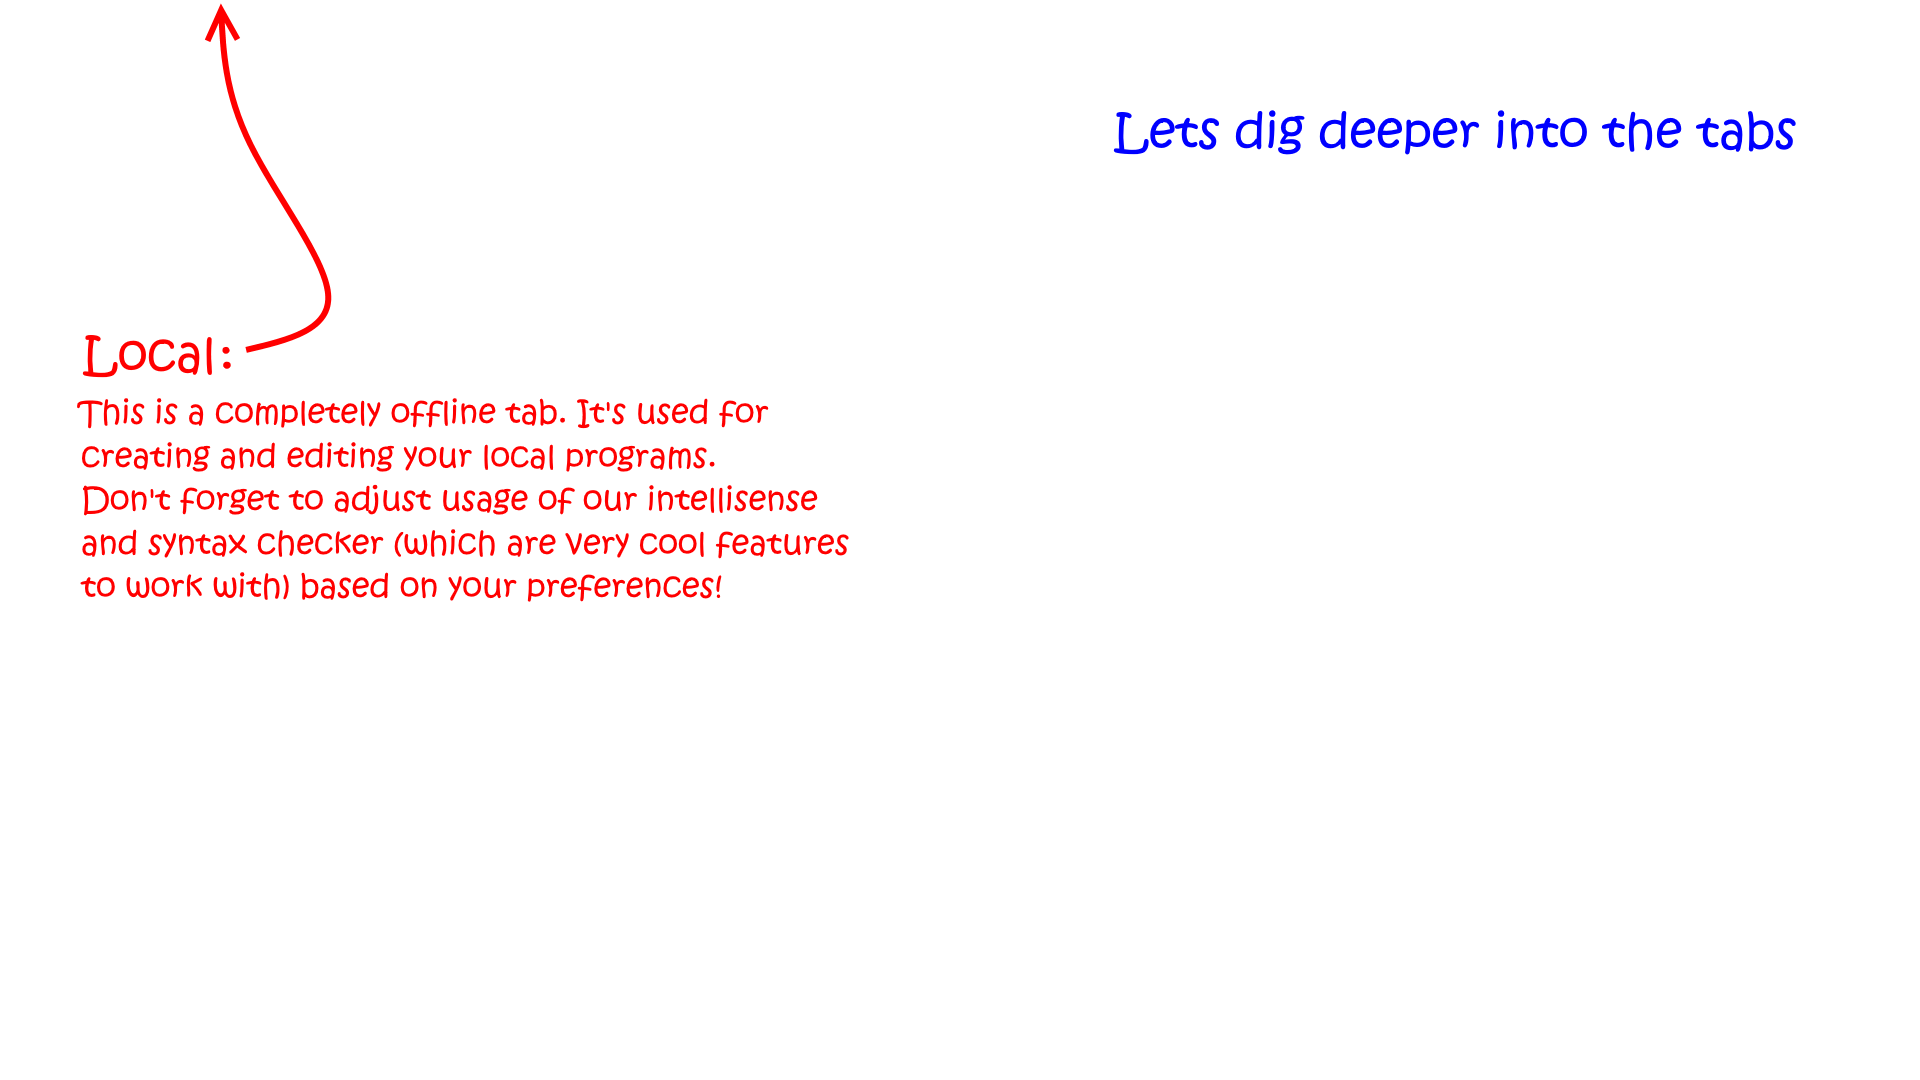 Lets dig deeper into the tabs
Local:
This is a completely offline tab. It's used for
creating and editing your local programs.
Don't forget to adjust usage of our intellisense
and syntax checker (which are very cool features
to work with) based on your preferences!